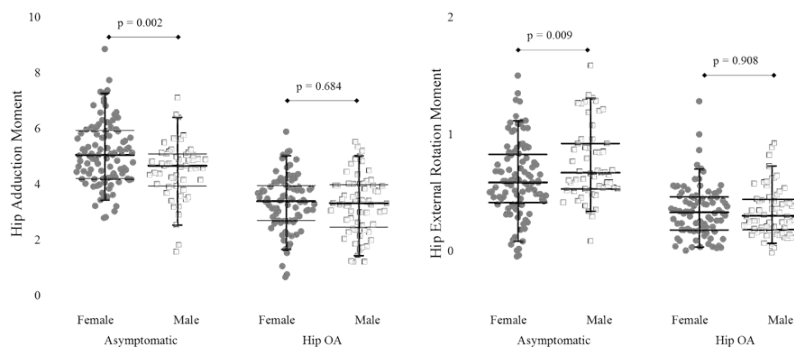 10
8
6
4
2
0
Hip Adduction Moment
p = 0.002
p = 0.684
Female
Male
Female
Male
Asymptomatic
Hip OA
2
1
0
Hip External Rotation Moment
p = 0.009
p = 0.908
Female
Male
Female
Male
Asymptomatic
Hip OA